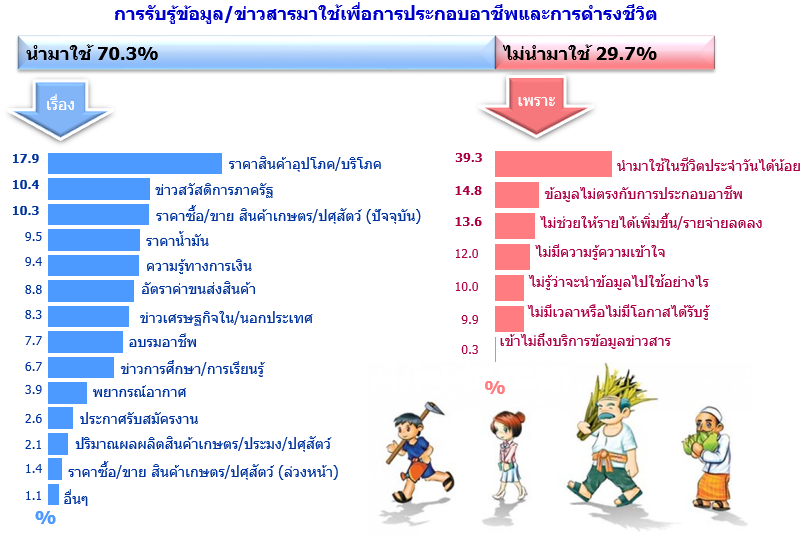 การรับรู้ข้อมูล/ข่าวสารมาใช้เพื่อการประกอบอาชีพและการดำรงชีวิต
นำมาใช้ 70.3%
ไม่นำมาใช้ 29.7%
เรื่อง
เพราะ
17.9 ราคาสินค้าอุปโภค/บริโภค
10.4 ข่าวสวัสดิการภาครัฐ
10.3 ราคาซื้อ/ขาย สินค้าเกษตร/ปศุสัตว์ (ปัจจุบัน)
9.5 ราคาน้ำมัน
9.4 ความรู้ทางการเงิน
8.8 อัตราค่าขนส่งสินค้า
8.3 ข่าวเศรษฐกิจใน/นอกประเทศ
7.7 อบรมอาชีพ
6.7 ข่าวการศึกษา/การเรียนรู้
3.9 พยากรณ์อากาศ
2.6 ประกาศรับสมัครงาน
2.1 ปริมาณผลผลิตสินค้าเกษตร/ประมง/ปศุสัตว์
1.4 ราคาซื้อ/ขาย สินค้าเกษตร/ปศุสัตว์ (ล่วงหน้า)
1.1 อื่นๆ
%
39.3 นำมาใช้ในชีวิตประจำวันได้น้อย
14.8 ข้อมูลไม่ตรงกับการประกอบอาชีพ
13.6 ไม่ช่วยให้รายได้เพิ่มขึ้น/รายจ่ายลดลง
12.0 ไม่มีความรู้ความเข้าใจ
10.0 ไม่รู้ว่าจะนำข้อมูลไปใช้อย่างไร
9.9 ไม่มีเวลาหรือไม่มีโอกาสได้รับรู้
0.3 เข้าไม่ถึงบริการข้อมูลข่าวสาร
%